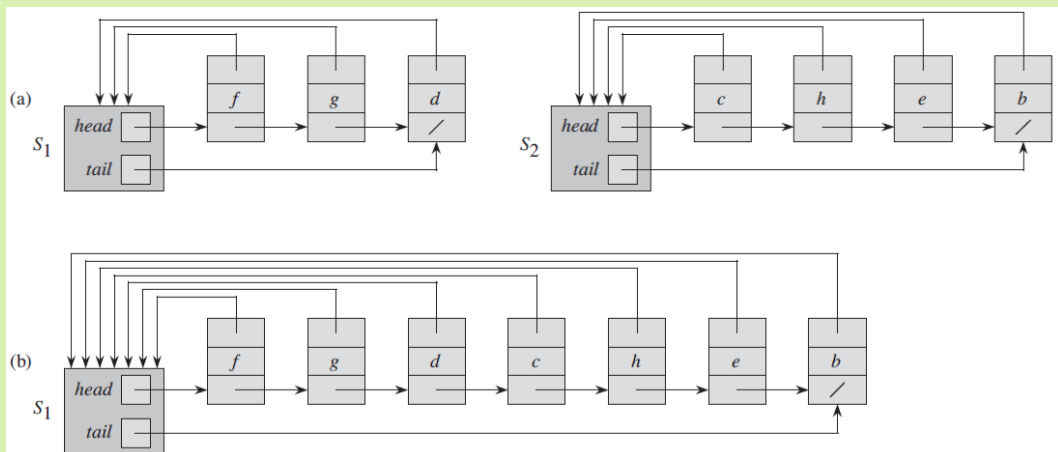 (a)
f g d
head
S1
tail
c h e b
head
S2
tail
(b)
f g d c h e b
head
S1
tail